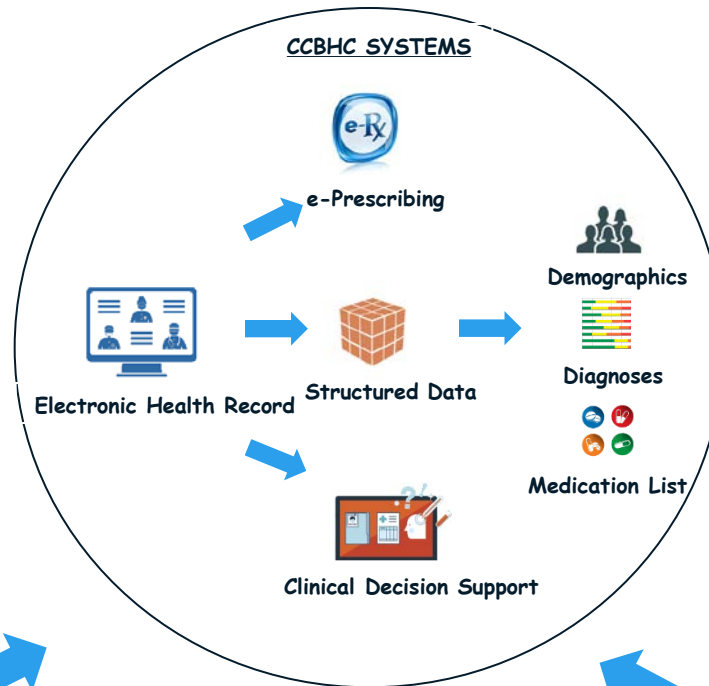 CCBHC SYSTEMS
e-Rx
e-Prescribing
Demographics
Diagnoses
Electronic Health Record
Structured Data
Medication List
?!
Clinical Decision Support